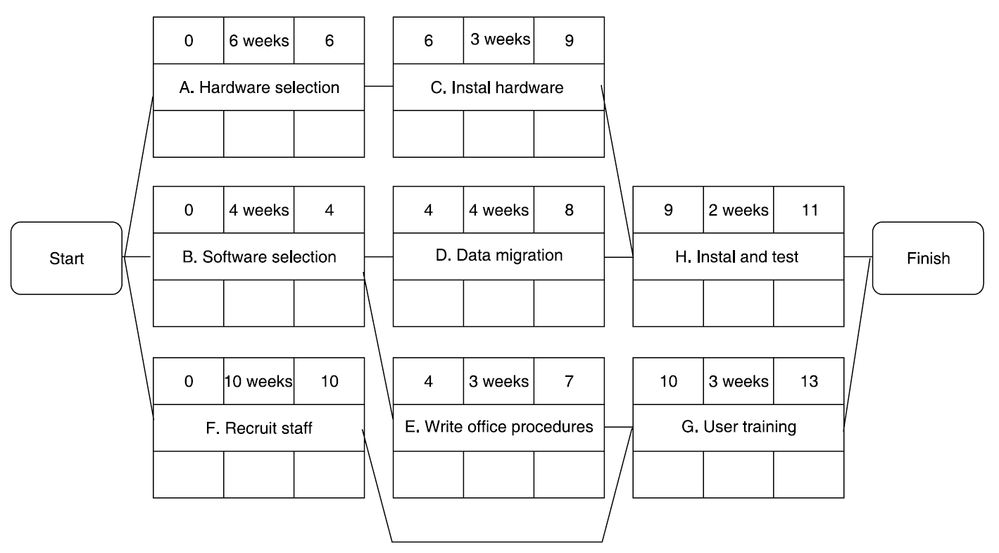 0 6 weeks 6
A. Hardware selection
6 3 weeks 9
C. Instal hardware
Start
0 4 weeks 4
B. Software selection
4 4 weeks 8
D. Data migration
9 2 weeks 11
H. Instal and test
Finish
0 10 weeks 10
F. Recruit staff
4 3 weeks 7
E. Write office procedures
10 3 weeks 13
G. User training